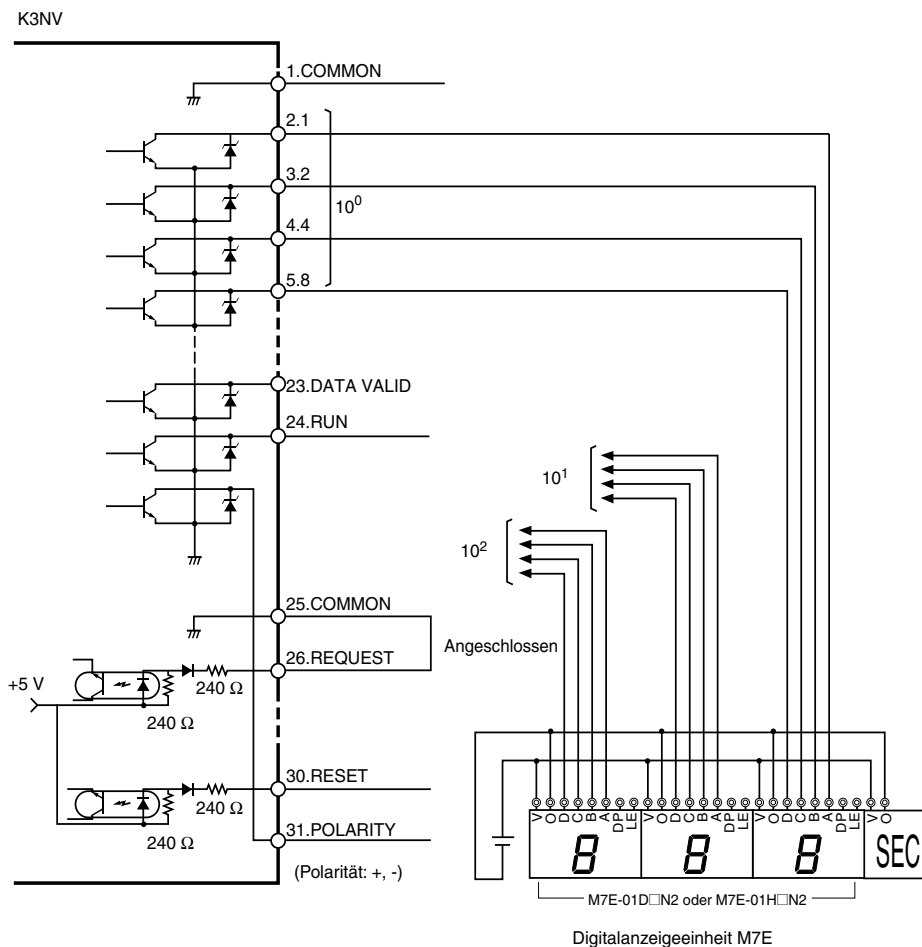 K3NV
1.COMMON
2.1
3.2
10⁰
4.4
5.8
23.DATA VALID
24.RUN
10¹
10²
25.COMMON
Angeschlossen
26.REQUEST
+5 V
240 Ω
240 Ω
30.RESET
240 Ω
240 Ω
31.POLARITY
(Polarität: +, -)
V O D C B A DP LE V O D C B A DP LE V O D C B A DP LE V O
8 8 8 SEC
M7E-01D□N2 oder M7E-01H□N2
Digitalanzeigeeinheit M7E